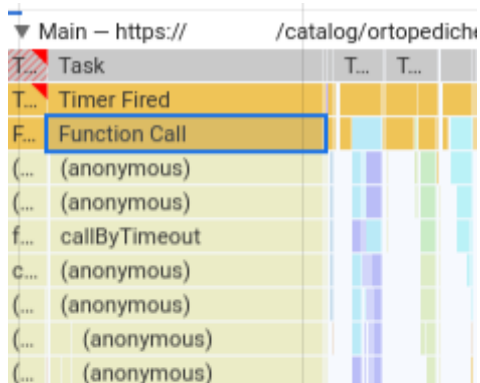 ▼ Main — https:// /catalog/ortopediche
T... Task T... T...
T... Timer Fired
F... Function Call
(... (anonymous)
(... (anonymous)
f... callByTimeout
c... (anonymous)
(... (anonymous)
(... (anonymous)
(... (anonymous)